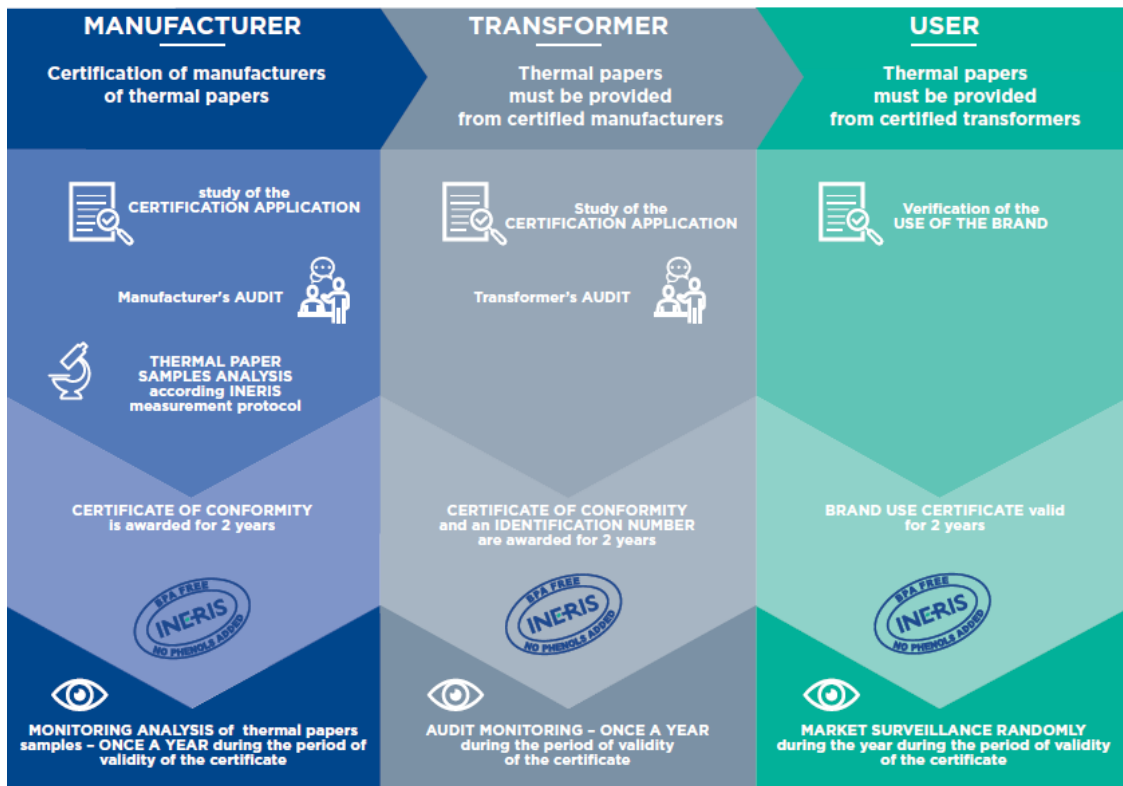 MANUFACTURER
Certification of manufacturers
of thermal papers
study of the
CERTIFICATION APPLICATION
Manufacturer's AUDIT
THERMAL PAPER
SAMPLES ANALYSIS
according INERIS
measurement protocol
CERTIFICATE OF CONFORMITY
is awarded for 2 years
BPA FREE
INERIS
NO PHENOLS ADDED
MONITORING ANALYSIS of thermal papers
samples – ONCE A YEAR during the period of
validity of the certificate
TRANSFORMER
Thermal papers
must be provided
from certified manufacturers
Study of the
CERTIFICATION APPLICATION
Transformer's AUDIT
CERTIFICATE OF CONFORMITY
and an IDENTIFICATION NUMBER
are awarded for 2 years
BPA FREE
INERIS
NO PHENOLS ADDED
AUDIT MONITORING – ONCE A YEAR
during the period of validity
of the certificate
USER
Thermal papers
must be provided
from certified transformers
Verification of the
USE OF THE BRAND
BRAND USE CERTIFICATE valid
for 2 years
BPA FREE
INERIS
NO PHENOLS ADDED
MARKET SURVEILLANCE RANDOMLY
during the year during the period of validity
of the certificate